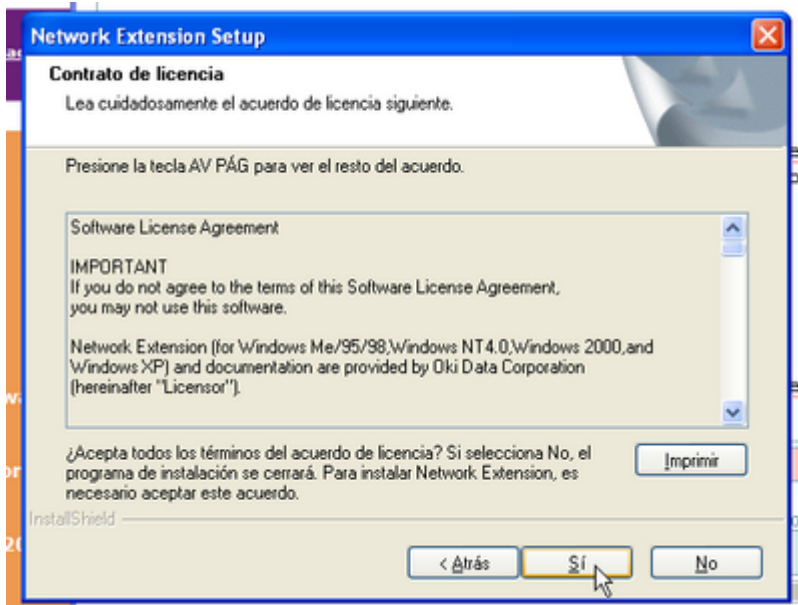 Network Extension Setup
Contrato de licencia
Lea cuidadosamente el acuerdo de licencia siguiente.
Presione la tecla AV PÁG para ver el resto del acuerdo.
Software License Agreement
IMPORTANT
If you do not agree to the terms of this Software License Agreement,
you may not use this software.
Network Extension (for Windows Me/95/98,Windows NT4.0,Windows 2000,and
Windows XP) and documentation are provided by Oki Data Corporation
(hereinafter "Licensor").
¿Acepta todos los términos del acuerdo de licencia? Si selecciona No, el
programa de instalación se cerrará. Para instalar Network Extension, es
necesario aceptar este acuerdo.
Imprimir
InstallShield
< Atrás
Sí
No